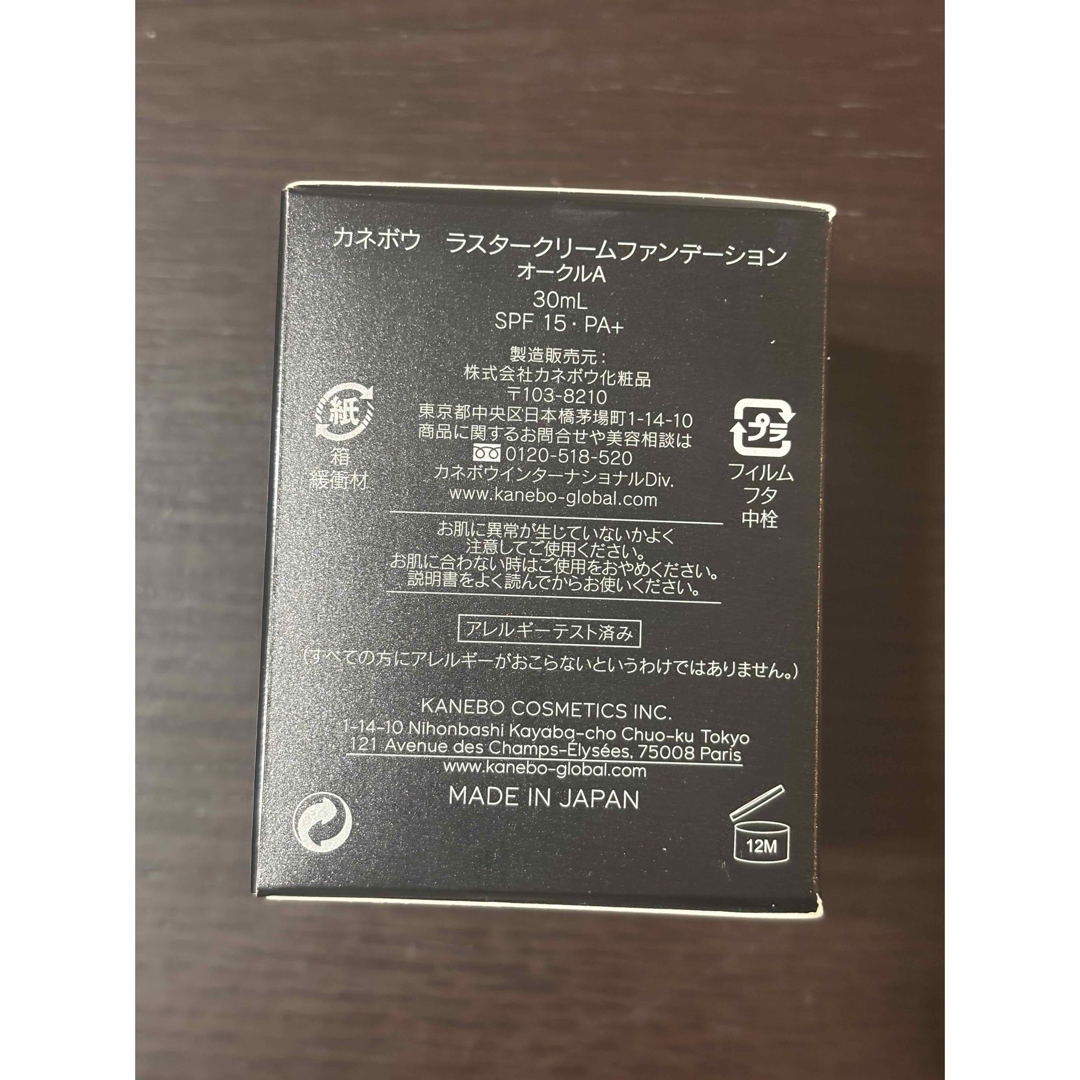 カネボウ　ラスタークリームファンデーション
オークルA
30mL
SPF 15・PA+
製造販売元：
株式会社カネボウ化粧品
〒103-8210
東京都中央区日本橋茅場町1-14-10
商品に関するお問合せや美容相談は
0120-518-520
カネボウインターナショナルDiv.
www.kanebo-global.com
紙
箱
緩衝材
プラ
フィルム
フタ
中栓
お肌に異常が生じていないかよく
注意してご使用ください。
お肌に合わない時はご使用をおやめください。
説明書をよく読んでからお使いください。
アレルギーテスト済み
(すべての方にアレルギーがおこらないというわけではありません。)
KANEBO COSMETICS INC.
1-14-10 Nihonbashi Kayaba-cho Chuo-ku Tokyo
121 Avenue des Champs-Élysées, 75008 Paris
www.kanebo-global.com
MADE IN JAPAN
12M